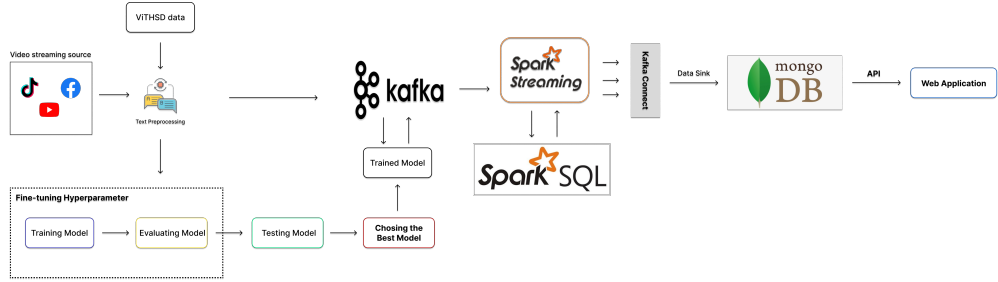 ViTHSD data
Video streaming source
Text Preprocessing
kafka
Spark
Streaming
Kafka Connect
Data Sink
mongo
DB
API
Web Application
Trained Model
Spark SQL
Fine-tuning Hyperparameter
Training Model
Evaluating Model
Testing Model
Chosing the
Best Model